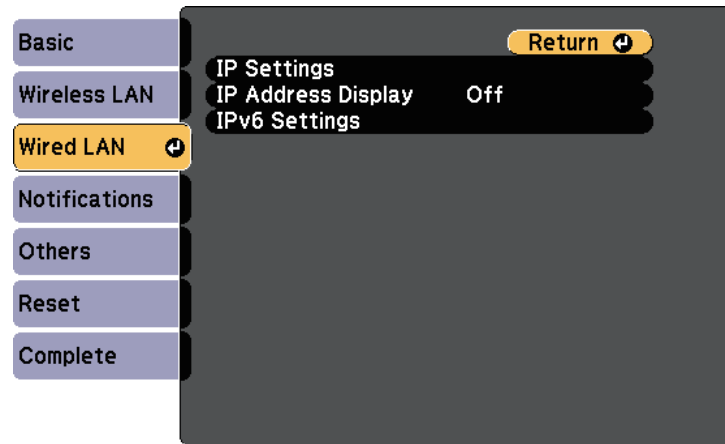 Basic
Wireless LAN
Wired LAN
Notifications
Others
Reset
Complete
Return
IP Settings
IP Address Display Off
IPv6 Settings